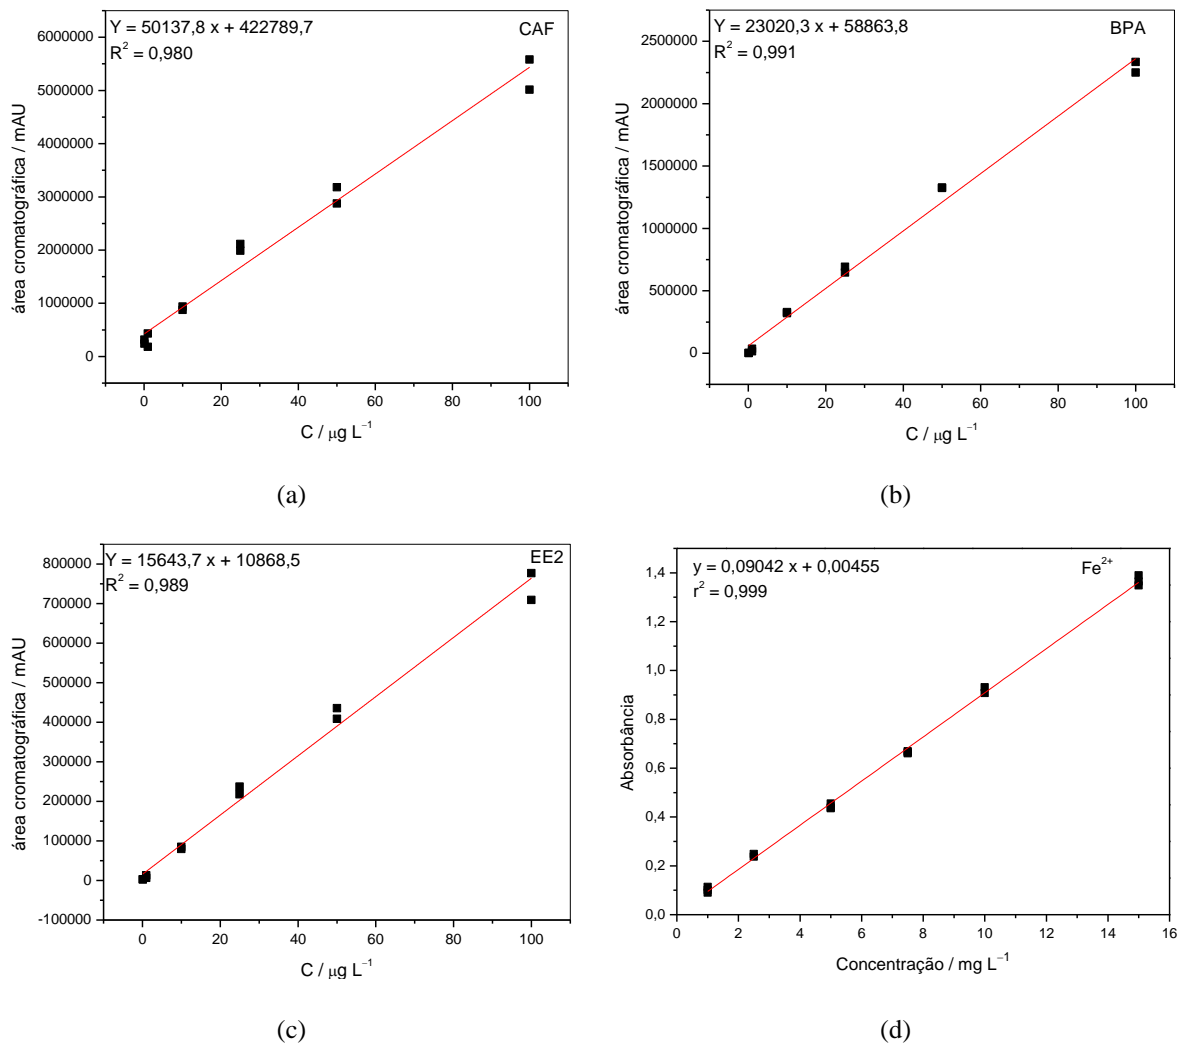 Y = 50137,8 x + 422789,7
CAF
R² = 0,980
6000000
5000000
4000000
3000000
2000000
1000000
0
área cromatográfica / mAU
0 20 40 60 80 100
C / μg L⁻¹
(a)
Y = 23020,3 x + 58863,8
BPA
R² = 0,991
2500000
2000000
1500000
1000000
500000
0
área cromatográfica / mAU
0 20 40 60 80 100
C / μg L⁻¹
(b)
Y = 15643,7 x + 10868,5
EE2
R² = 0,989
800000
700000
600000
500000
400000
300000
200000
100000
0
-100000
área cromatográfica / mAU
0 20 40 60 80 100
C / μg L⁻¹
(c)
y = 0,09042 x + 0,00455
Fe²⁺
r² = 0,999
1,4
1,2
1,0
0,8
0,6
0,4
0,2
0,0
Absorbância
0 2 4 6 8 10 12 14 16
Concentração / mg L⁻¹
(d)